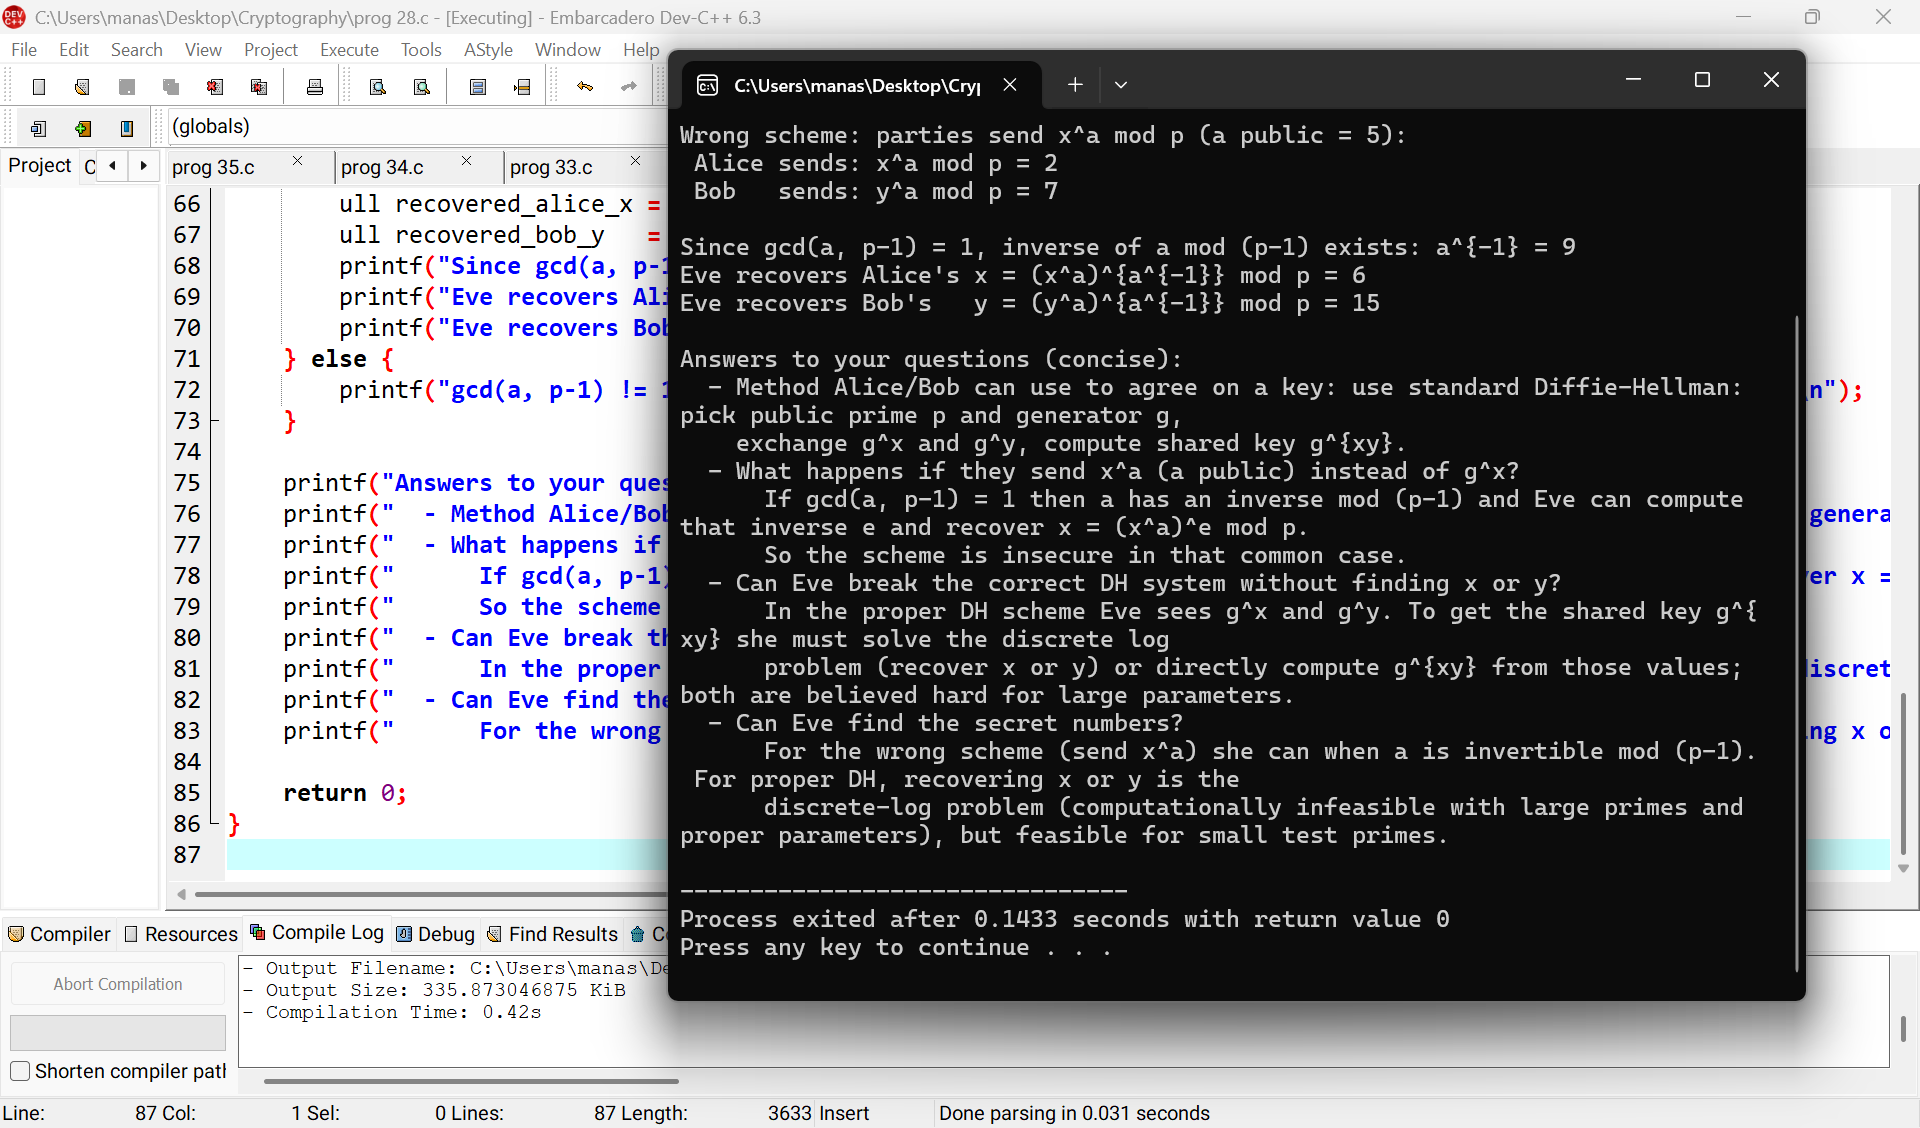 C:\Users\manas\Desktop\Cryptography\prog 28.c - [Executing] - Embarcadero Dev-C++ 6.3
File Edit Search View Project Execute Tools AStyle Window Help
(globals)
Project
prog 35.c prog 34.c prog 33.c
66 ull recovered_alice_x =
67 ull recovered_bob_y =
68 printf("Since gcd(a, p-
69 printf("Eve recovers
70 printf("Eve recovers Bob
71 } else {
72 printf("gcd(a, p-1) != n");
73 }
74
75 printf("Answers to your
76 printf(" - Method Alice/Bob
77 printf(" - What happens if
78 printf(" If gcd(a, p-1)
79 printf(" So the scheme
80 printf(" - Can Eve break
81 printf(" In the proper
82 printf(" - Can Eve find the
83 printf(" For the wrong
84
85 return 0;
86 }
87
C:\Users\manas\Desktop\Cryp
Wrong scheme: parties send x^a mod p (a public = 5):
Alice sends: x^a mod p = 2
Bob sends: y^a mod p = 7
Since gcd(a, p-1) = 1, inverse of a mod (p-1) exists: a^{-1} = 9
Eve recovers Alice's x = (x^a)^{a^{-1}} mod p = 6
Eve recovers Bob's y = (y^a)^{a^{-1}} mod p = 15
Answers to your questions (concise):
- Method Alice/Bob can use to agree on a key: use standard Diffie-Hellman:
pick public prime p and generator g,
exchange g^x and g^y, compute shared key g^{xy}.
- What happens if they send x^a (a public) instead of g^x?
If gcd(a, p-1) = 1 then a has an inverse mod (p-1) and Eve can compute
that inverse e and recover x = (x^a)^e mod p.
So the scheme is insecure in that common case.
- Can Eve break the correct DH system without finding x or y?
In the proper DH scheme Eve sees g^x and g^y. To get the shared key g^{
xy} she must solve the discrete log
problem (recover x or y) or directly compute g^{xy} from those values;
both are believed hard for large parameters.
- Can Eve find the secret numbers?
For the wrong scheme (send x^a) she can when a is invertible mod (p-1).
For proper DH, recovering x or y is the
discrete-log problem (computationally infeasible with large primes and
proper parameters), but feasible for small test primes.
--------------------------------
Process exited after 0.1433 seconds with return value 0
Press any key to continue . . .
Compiler Resources Compile Log Debug Find Results
Abort Compilation
Shorten compiler path
- Output Filename: C:\Users\manas\De
- Output Size: 335.873046875 KiB
- Compilation Time: 0.42s
Line: 87 Col: 1 Sel: 0 Lines: 87 Length: 3633 Insert Done parsing in 0.031 seconds